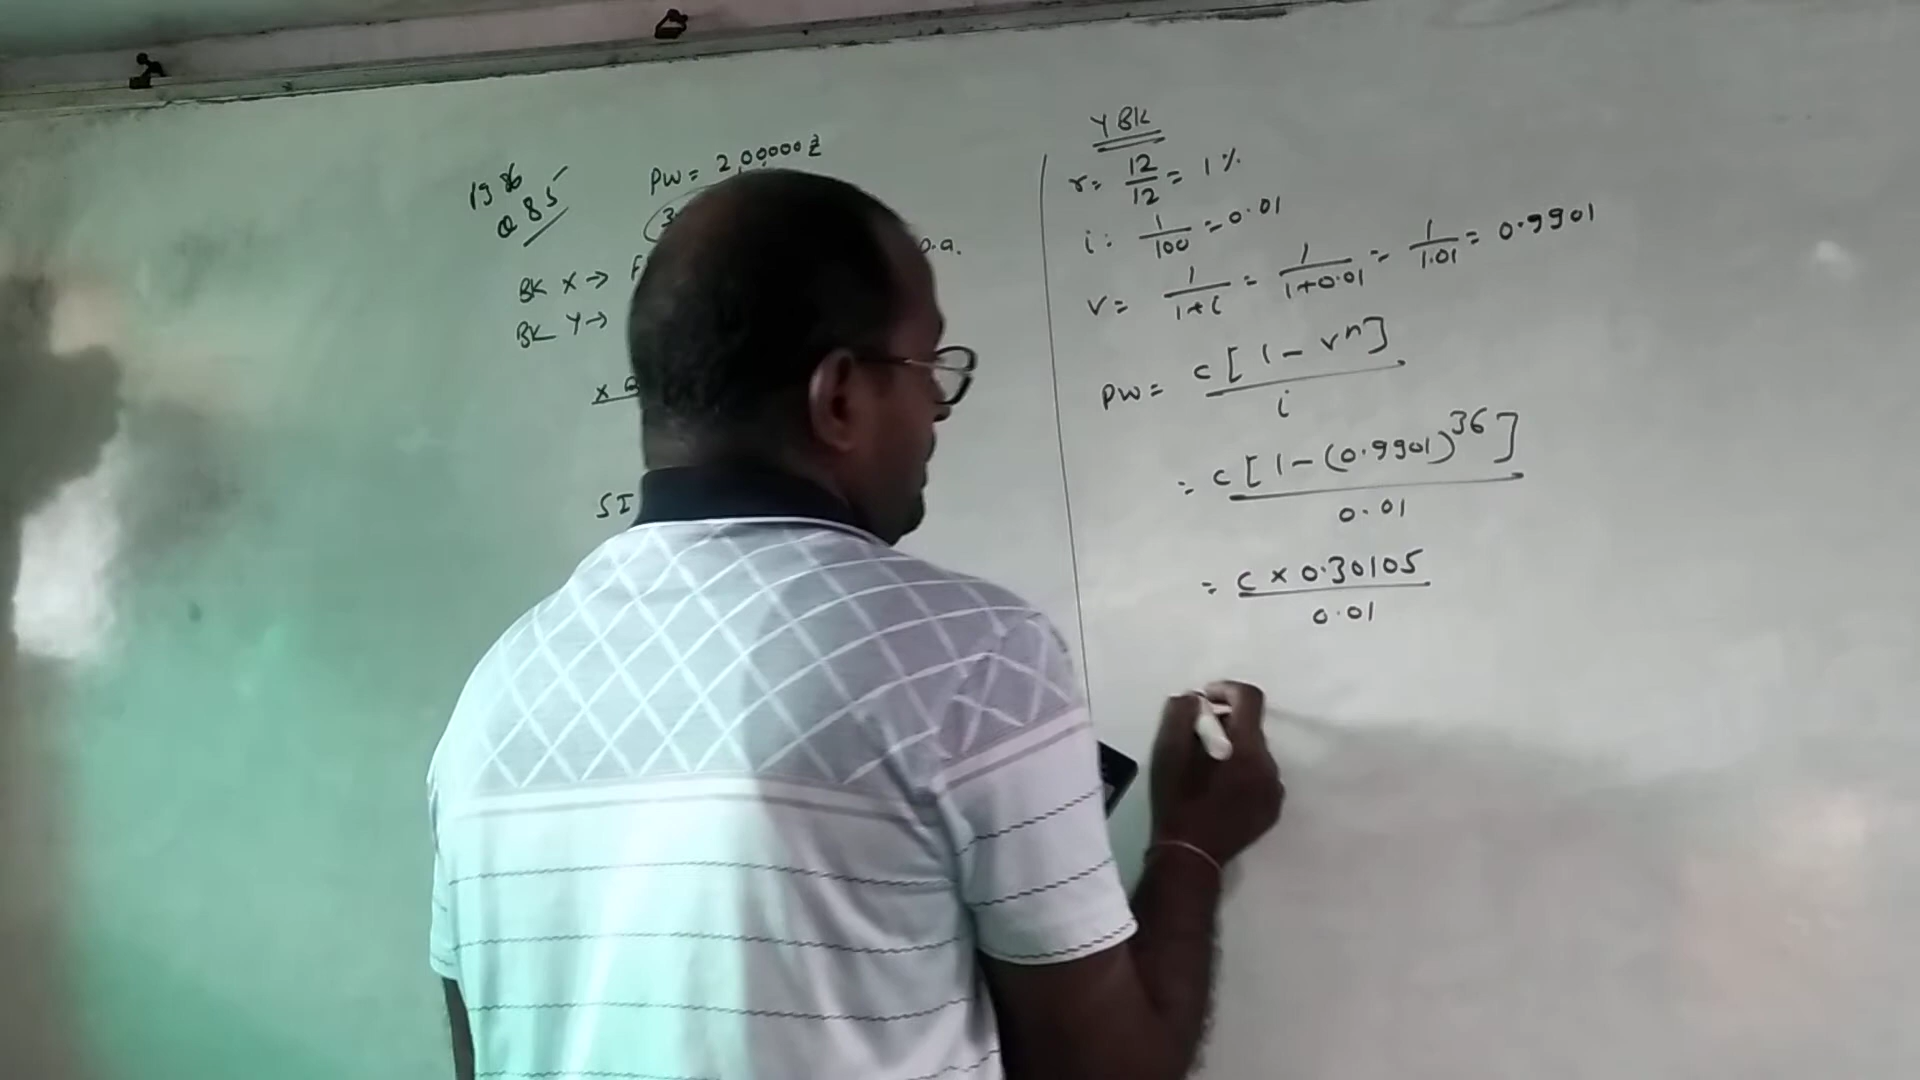 1986
Q 85
PW = 2,00000
BK X →
p.a.
BK Y →
X
SI
Y BK
r = 12/12 = 1 %
i = 1/100 = 0.01
v = 1/1+i = 1/1+0.01 = 1/1.01 = 0.9901
PW = c [ 1 - vⁿ ] / i
= c [ 1 - (0.9901)³⁶ ] / 0.01
= c × 0.30105 / 0.01